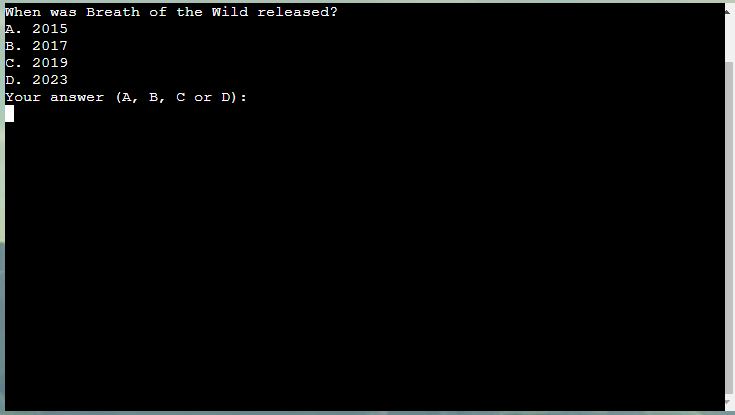 When was Breath of the Wild released?
A. 2015
B. 2017
C. 2019
D. 2023
Your answer (A, B, C or D):